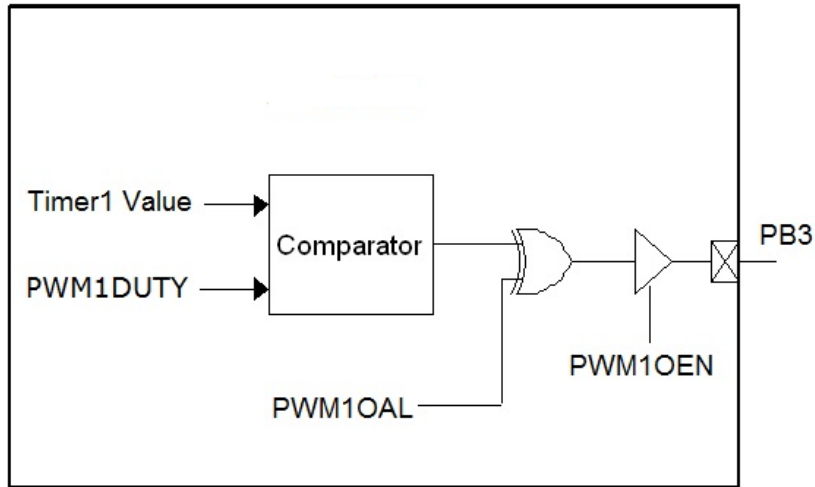 Timer1 Value
Comparator
PB3
PWM1DUTY
PWM1OEN
PWM1OAL